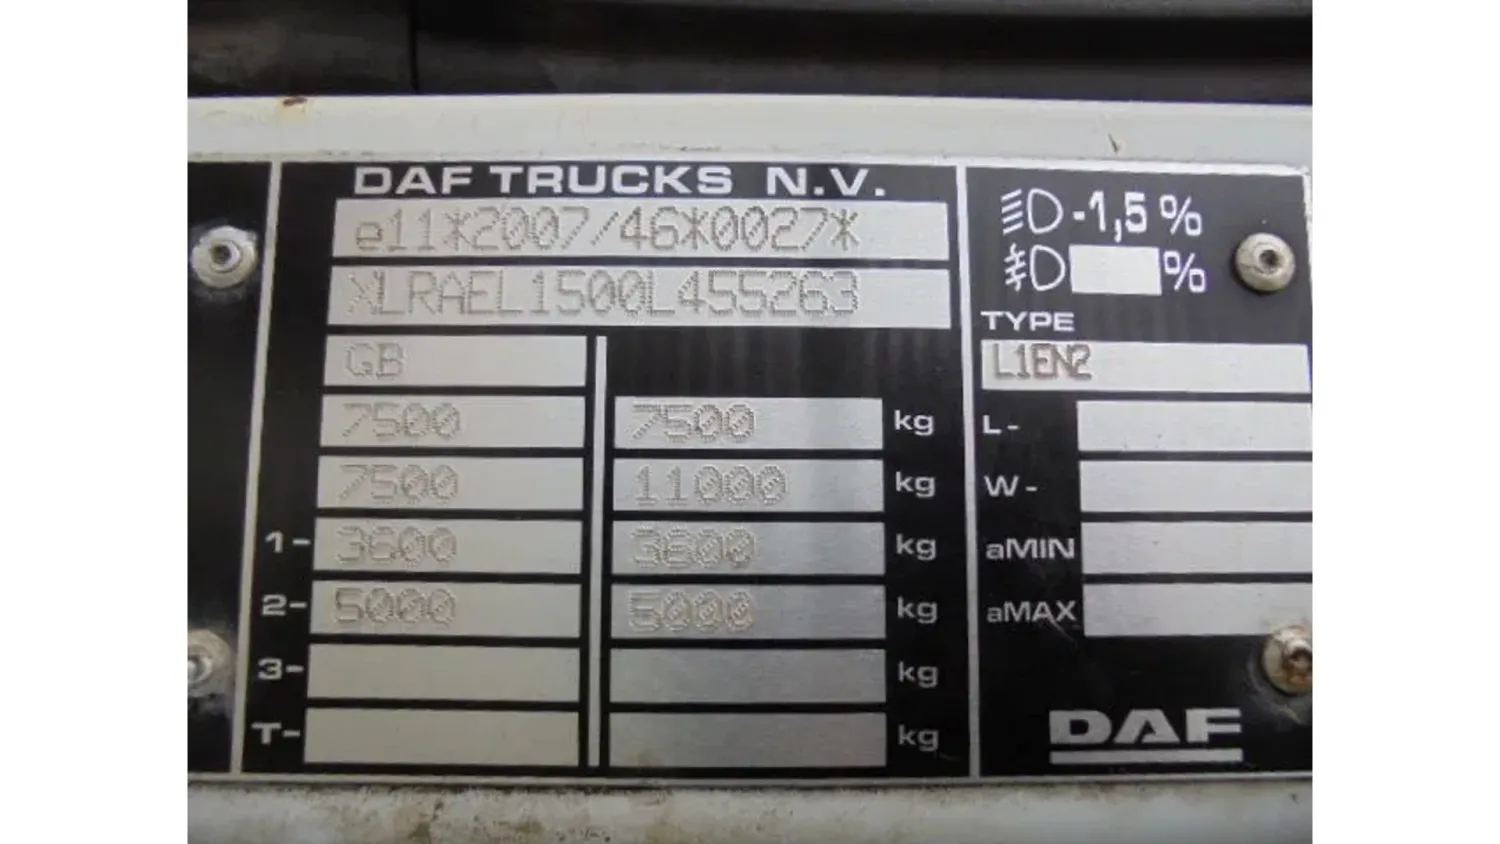 DAF TRUCKS N.V.
e11*2007/46*0027*
XLRAEL1500L455263
GB
7500 7500 kg
7500 11000 kg
1- 3600 3600 kg
2- 5000 5000 kg
3- kg
T- kg
-1,5 %
%
TYPE
L1EN2
L-
W-
aMIN
aMAX
DAF